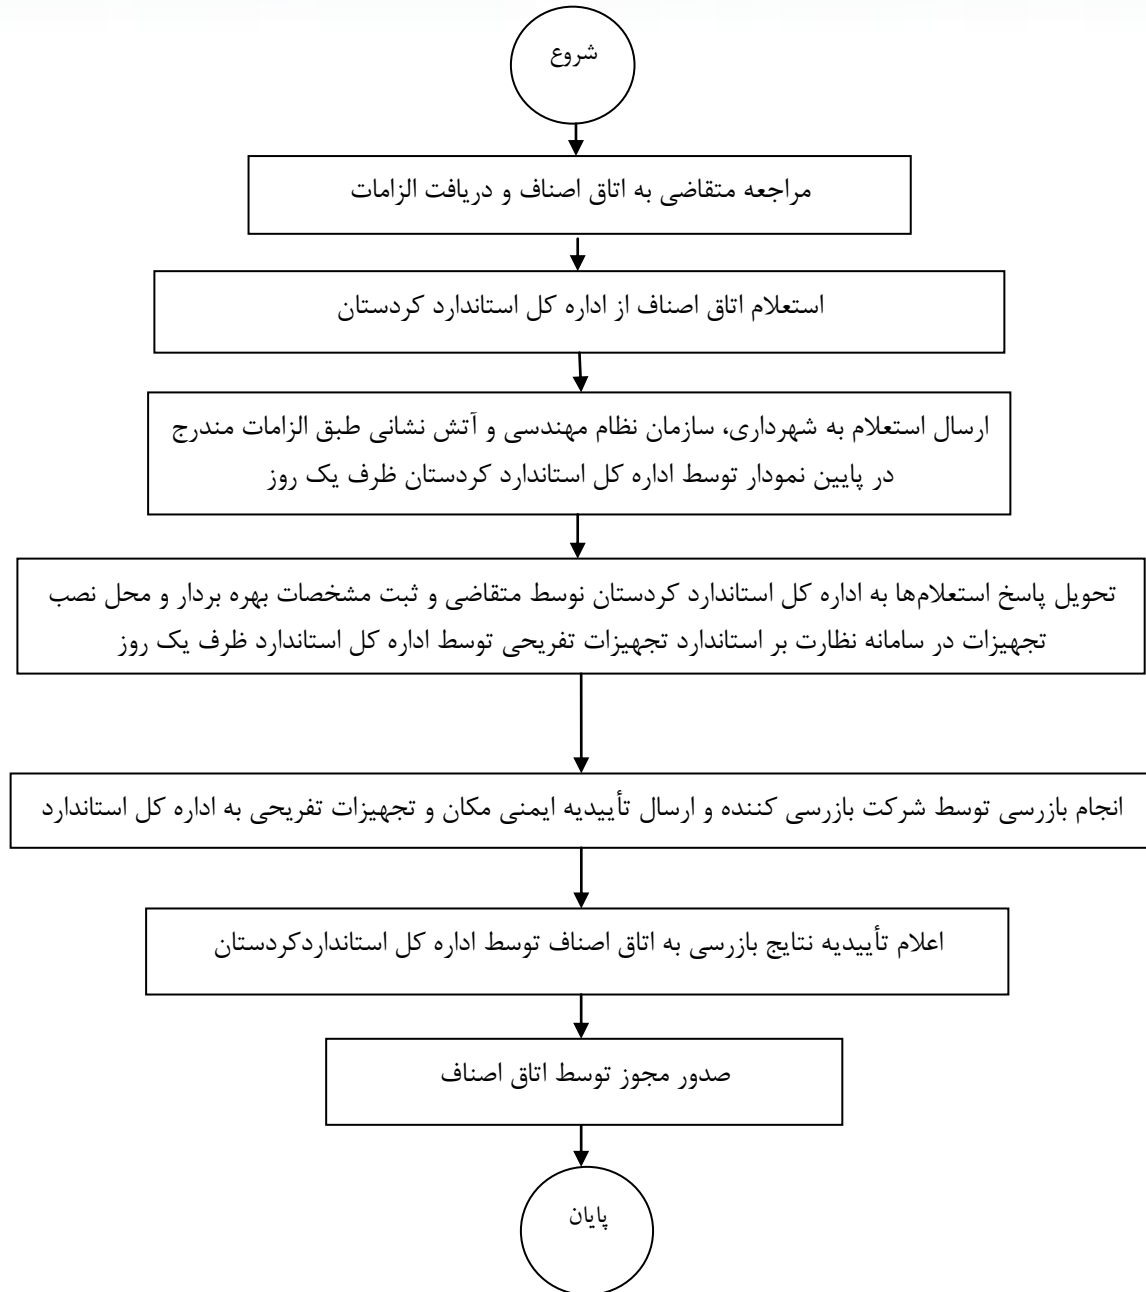 شروع
مراجعه متقاضی به اتاق اصناف و دریافت الزامات
استعلام اتاق اصناف از اداره کل استاندارد کردستان
ارسال استعلام به شهرداری، سازمان نظام مهندسی و آتش نشانی طبق الزامات مندرج
در پایین نمودار توسط اداره کل استاندارد کردستان ظرف یک روز
تحویل پاسخ استعلام‌ها به اداره کل استاندارد کردستان نوسط متقاضی و ثبت مشخصات بهره بردار و محل نصب
تجهیزات در سامانه نظارت بر استاندارد تجهیزات تفریحی توسط اداره کل استاندارد ظرف یک روز
انجام بازرسی توسط شرکت بازرسی کننده و ارسال تأییدیه ایمنی مکان و تجهیزات تفریحی به اداره کل استاندارد
اعلام تأییدیه نتایج بازرسی به اتاق اصناف توسط اداره کل استانداردکردستان
صدور مجوز توسط اتاق اصناف
پایان